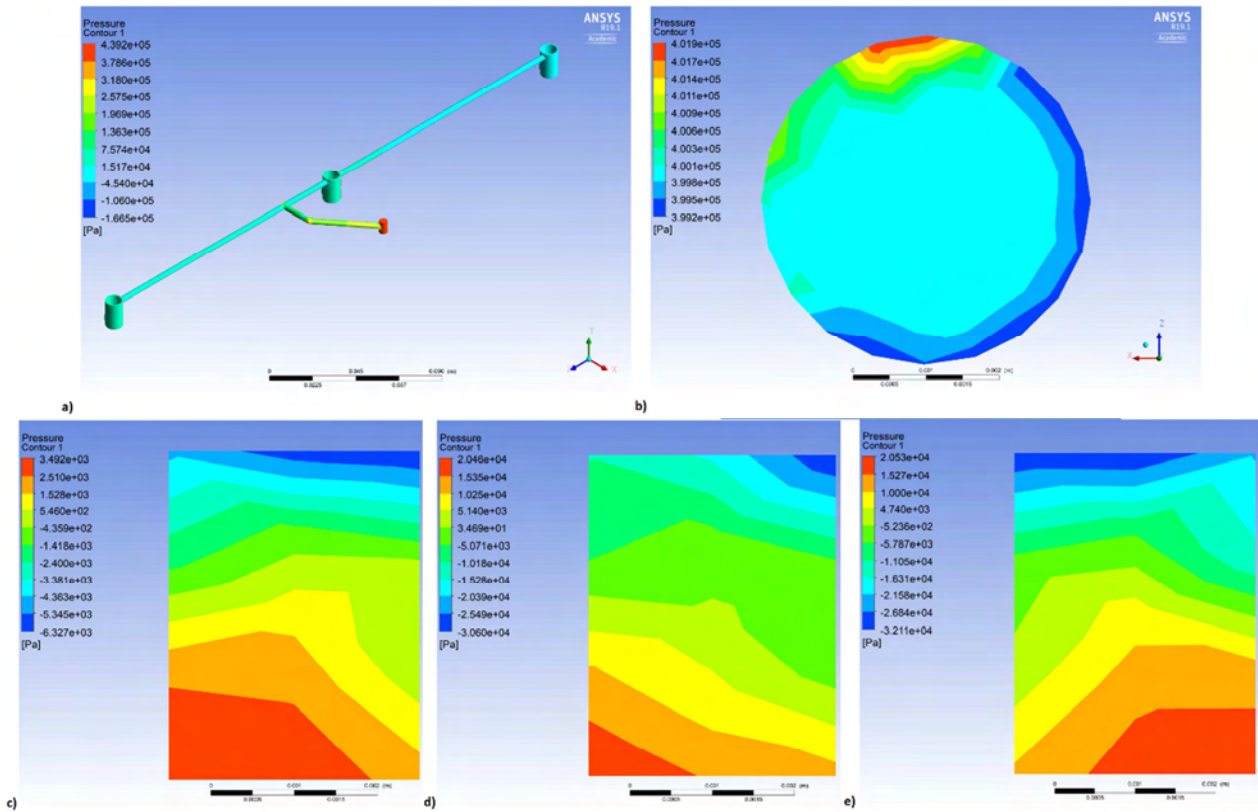 Pressure
Contour 1
4.392e+05
3.786e+05
3.180e+05
2.575e+05
1.969e+05
1.363e+05
7.574e+04
1.517e+04
-4.540e+04
-1.060e+05
-1.665e+05
[Pa]
ANSYS
R19.1
Academic
0
0.045
0.090 (m)
0.0225
Y
X
a)
Pressure
Contour 1
4.019e+05
4.017e+05
4.014e+05
4.011e+05
4.009e+05
4.006e+05
4.003e+05
4.001e+05
3.998e+05
3.995e+05
3.992e+05
[Pa]
ANSYS
R19.1
Academic
0
0.001
0.002 (m)
0.0005
0.0015
Z
X
Y
b)
Pressure
Contour 1
3.492e+03
2.510e+03
1.528e+03
5.460e+02
-4.359e+02
-1.418e+03
-2.400e+03
-3.381e+03
-4.363e+03
-5.345e+03
-6.327e+03
[Pa]
0
0.001
0.002 (m)
0.0005
0.0015
c)
Pressure
Contour 1
2.046e+04
1.535e+04
1.025e+04
5.140e+03
3.469e+01
-5.071e+03
-1.018e+04
-1.528e+04
-2.039e+04
-2.549e+04
-3.060e+04
[Pa]
0
0.001
0.002 (m)
0.0005
0.0015
d)
Pressure
Contour 1
2.053e+04
1.527e+04
1.000e+04
4.740e+03
-5.236e+02
-5.787e+03
-1.105e+04
-1.631e+04
-2.158e+04
-2.684e+04
-3.211e+04
[Pa]
0
0.001
0.002 (m)
0.0005
0.0015
e)